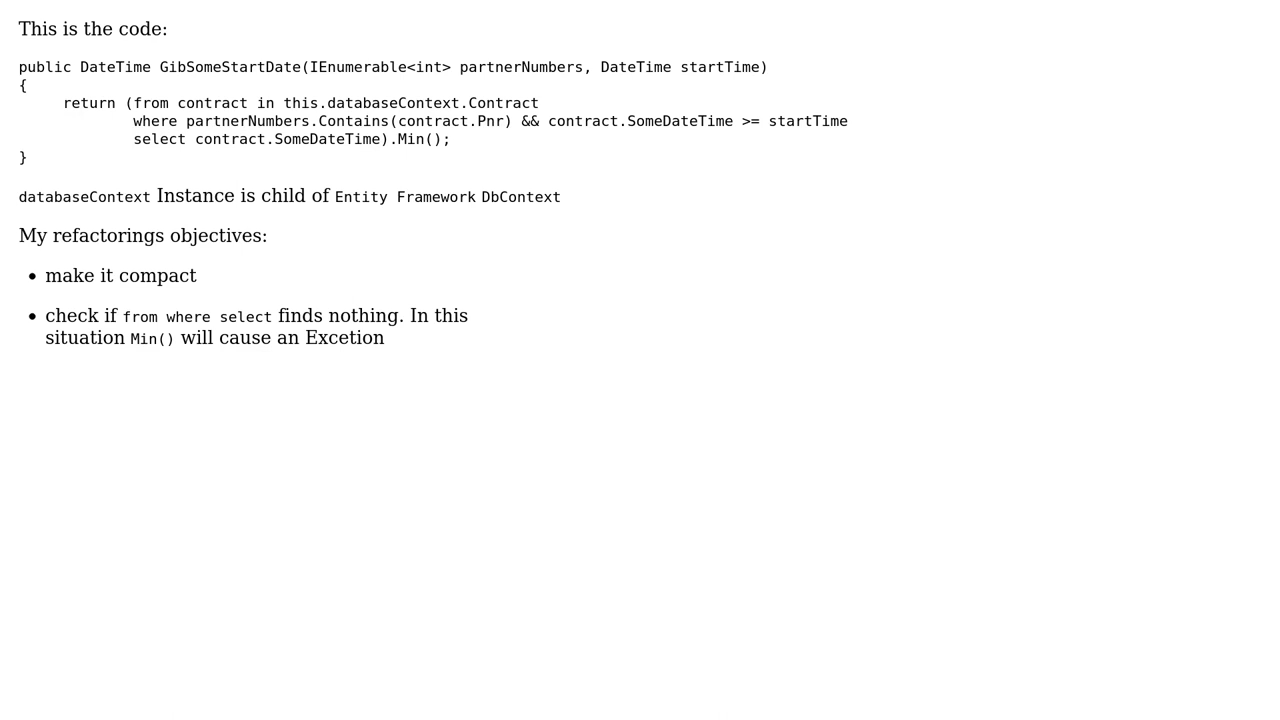 This is the code:
public DateTime GibSomeStartDate(IEnumerable<int> partnerNumbers, DateTime startTime)
{
     return (from contract in this.databaseContext.Contract
             where partnerNumbers.Contains(contract.Pnr) && contract.SomeDateTime >= startTime
             select contract.SomeDateTime).Min();
}
databaseContext Instance is child of Entity Framework DbContext
My refactorings objectives:
• make it compact
• check if from where select finds nothing. In this
situation Min() will cause an Excetion